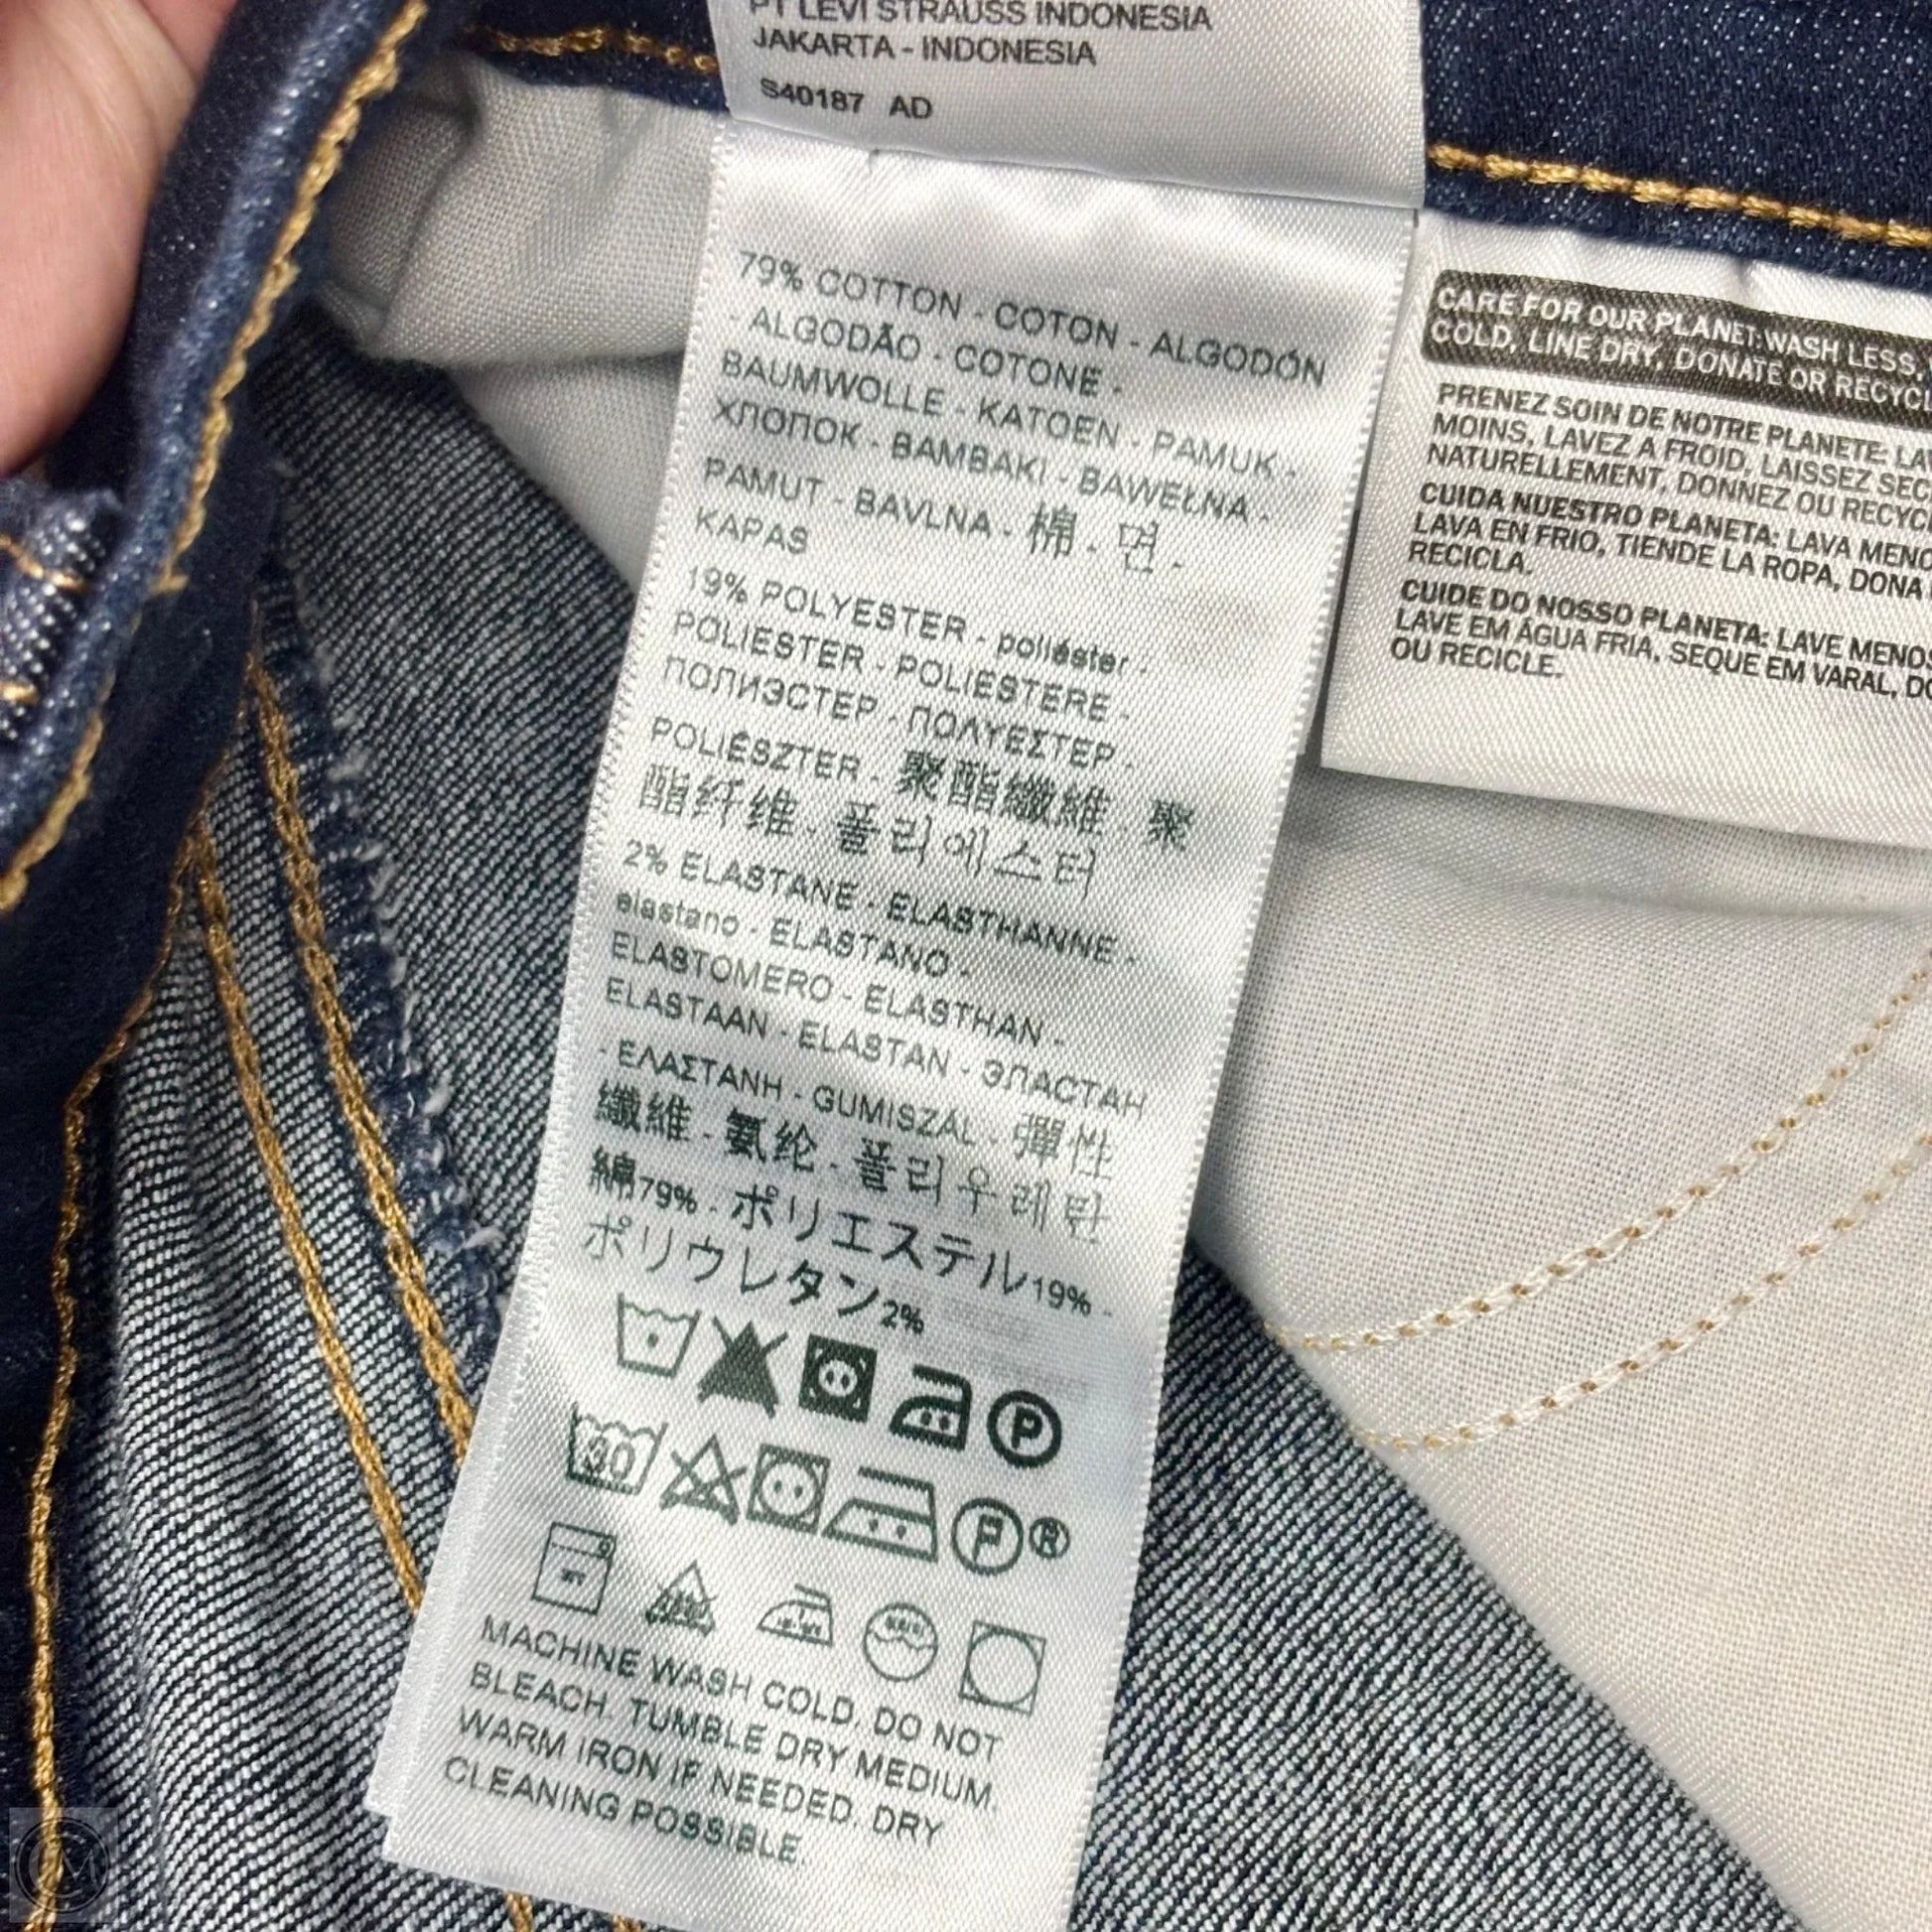 PT LEVI STRAUSS INDONESIA
JAKARTA - INDONESIA
S40187 AD
79% COTTON - COTON - ALGODÓN
- ALGODÃO - COTONE -
BAUMWOLLE - KATOEN - PAMUK -
ХЛОПОК - BAMBAKI - BAWEŁNA -
PAMUT - BAVLNA - 棉 - 면 -
KAPAS
19% POLYESTER - poliéster -
POLIESTER - POLIESTERE -
ПОЛИЭСТЕР - ΠΟΛΥΕΣΤΕΡ -
POLIÉSZTER - 聚酯纖維 - 聚
酯纤维 - 폴리에스터
2% ELASTANE - ELASTHANNE -
elastano - ELASTANO -
ELASTOMERO - ELASTHAN -
ELASTAAN - ELASTAN - ЭЛАСТАН
- ΕΛΑΣΤΑΝΗ - GUMISZÁL - 彈性
纖維 - 氨纶 - 폴리우레탄
綿79% - ポリエステル19% -
ポリウレタン2%
P
30 P ®
MACHINE WASH COLD. DO NOT
BLEACH. TUMBLE DRY MEDIUM.
WARM IRON IF NEEDED. DRY
CLEANING POSSIBLE.
CARE FOR OUR PLANET: WASH LESS,
COLD, LINE DRY, DONATE OR
PRENEZ SOIN DE NOTRE PLANETE:
MOINS, LAVEZ A FROID, LAISSEZ
NATURELLEMENT, DONNEZ OU
CUIDA NUESTRO PLANETA: LAVA
LAVA EN FRIO, TIENDE LA ROPA, DONA
RECICLA.
CUIDE DO NOSSO PLANETA: LAVE MENOS
LAVE EM ÁGUA FRIA, SEQUE EM VARAL,
OU RECICLE.